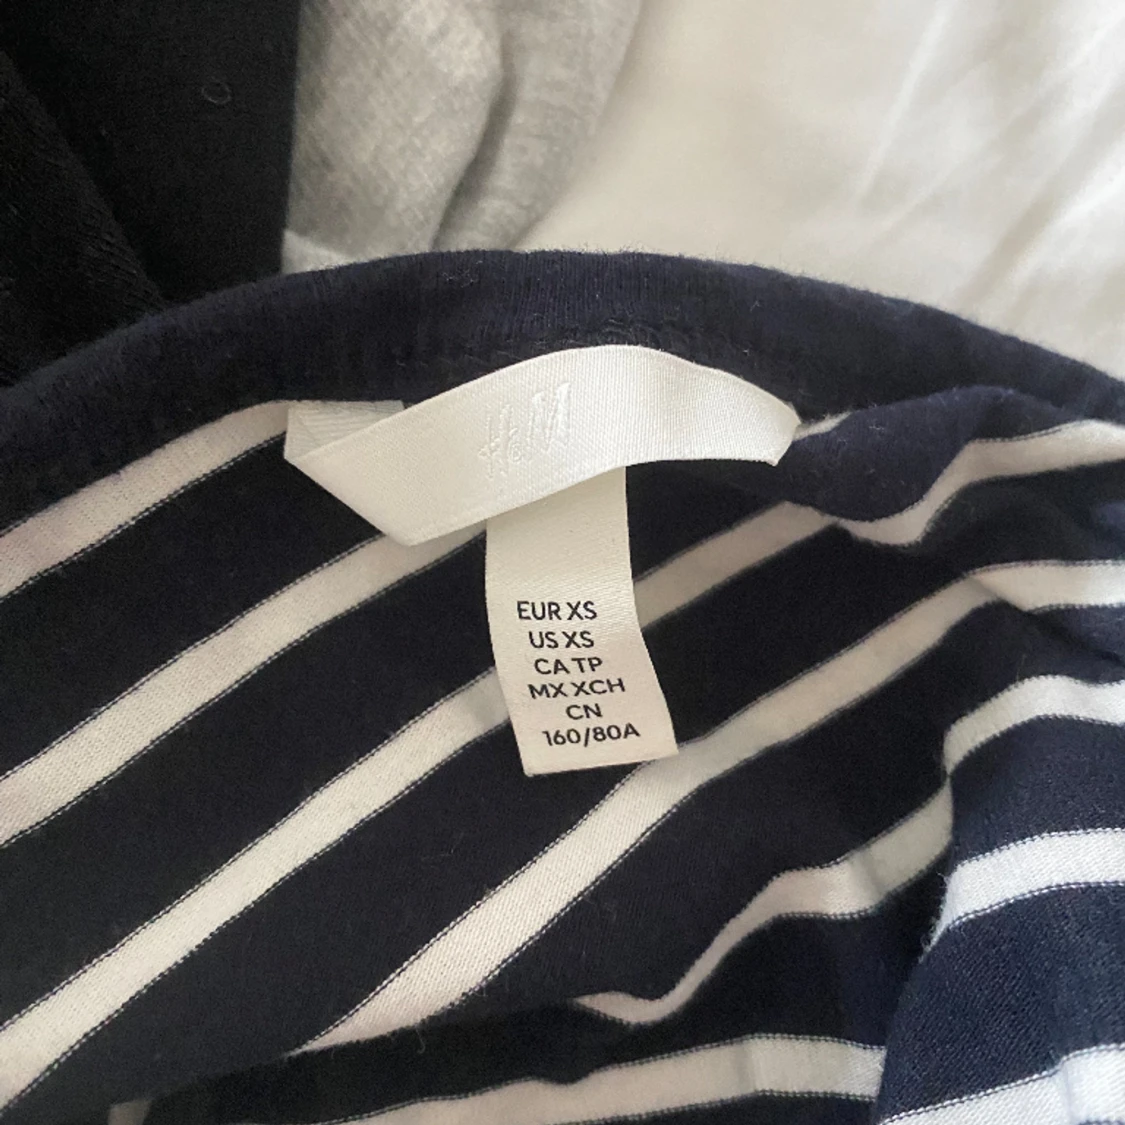 H&M
EUR XS
US XS
CA TP
MX XCH
CN
160/80A